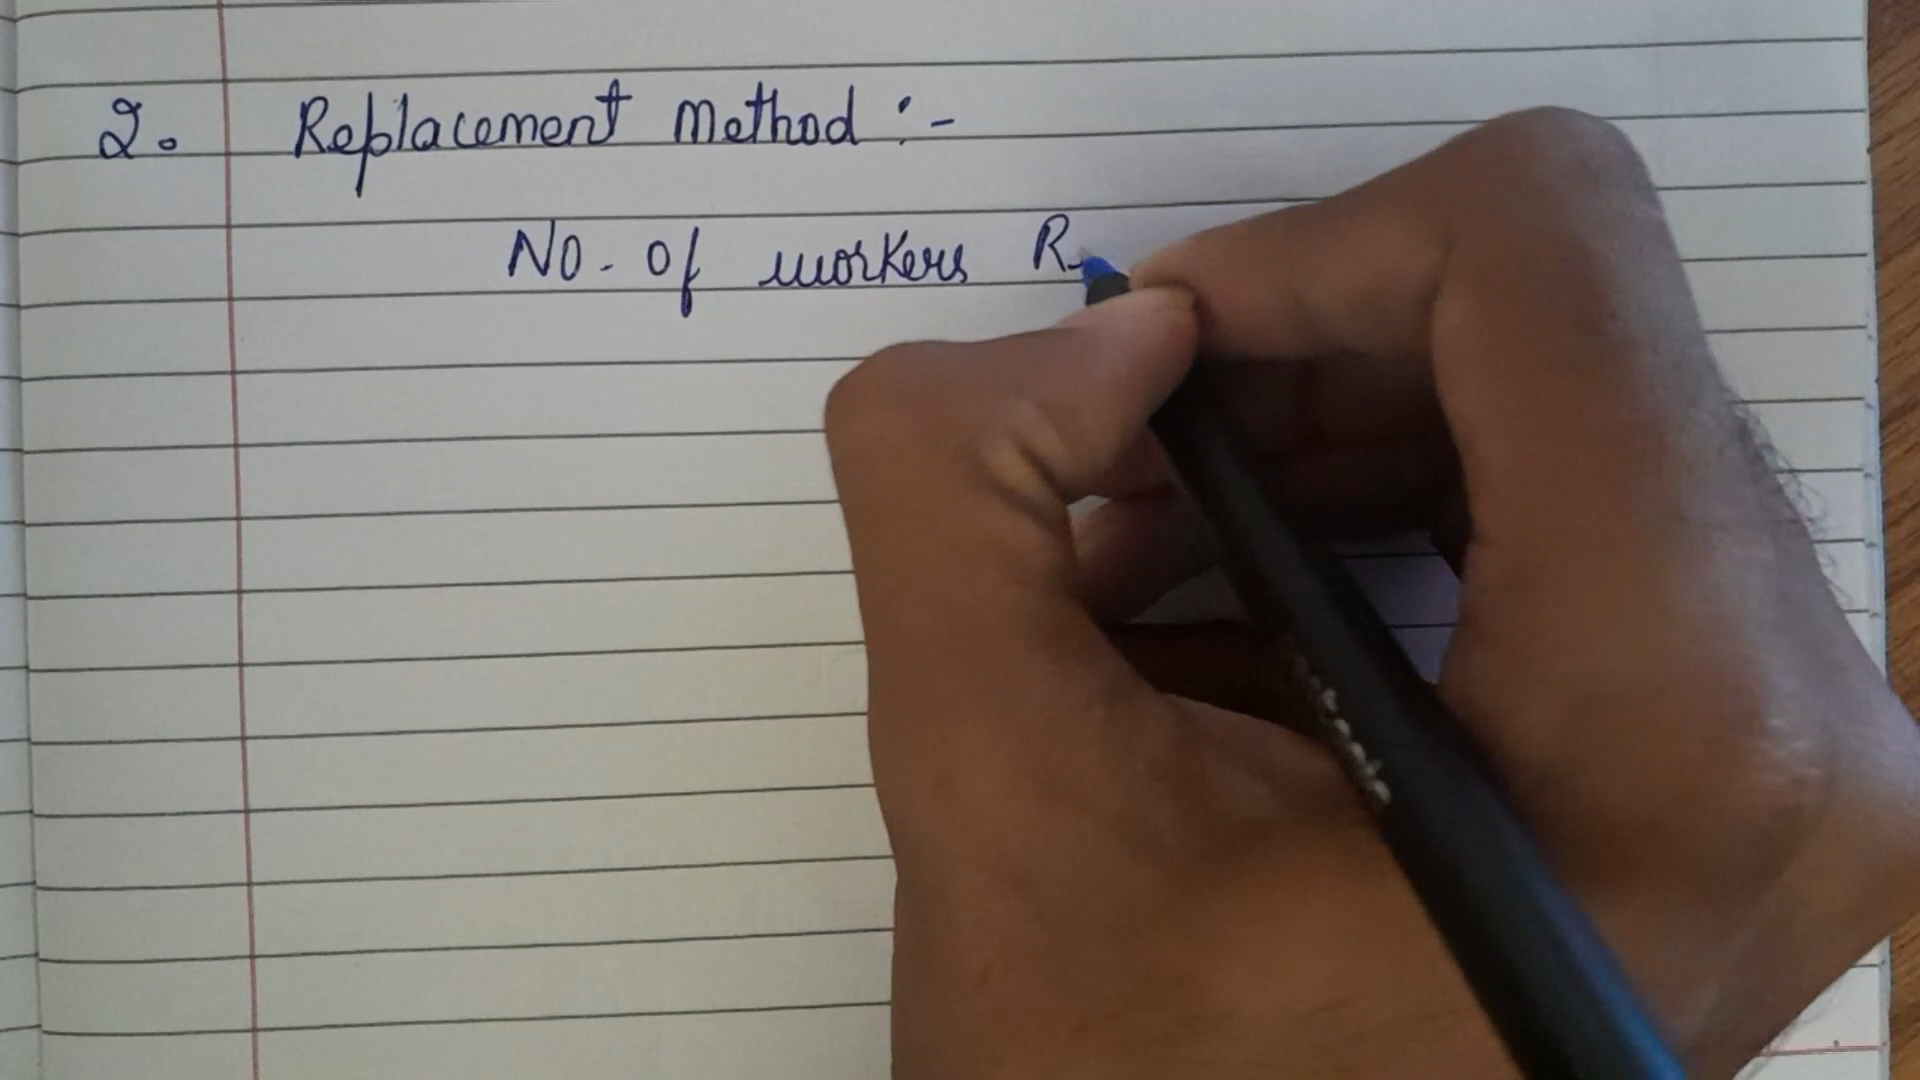 2. Replacement Method :-
No. of workers R